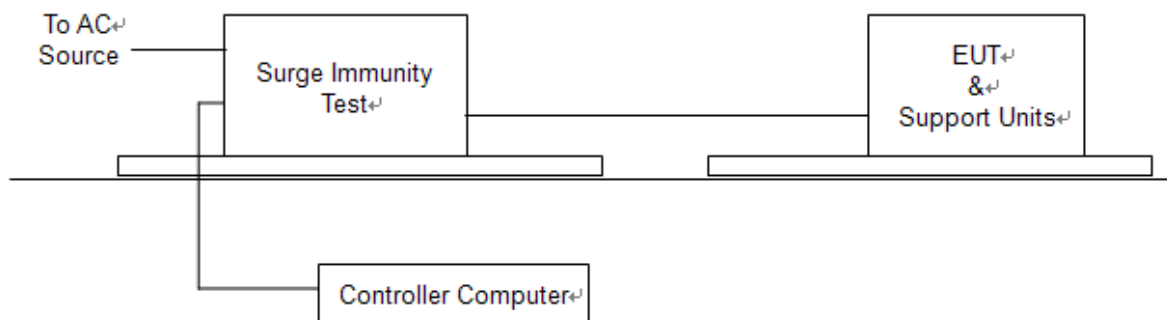 To AC↵
Source
Surge Immunity
Test↵
EUT↵
&↵
Support Units↵
Controller Computer↵